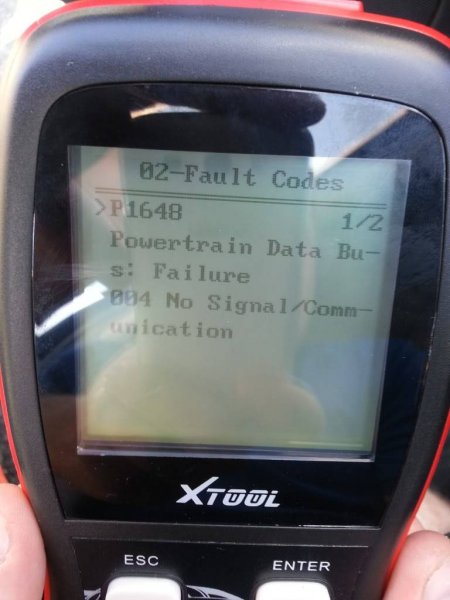 02-Fault Codes
>P1648 1/2
Powertrain Data Bu-
s: Failure
004 No Signal/Comm-
unication
XTOOL
ESC ENTER